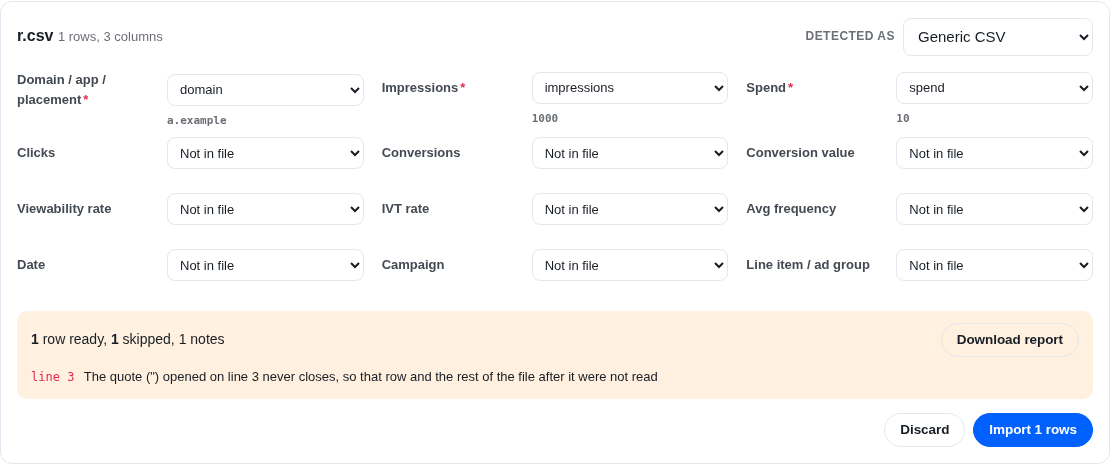 r.csv 1 rows, 3 columns
DETECTED AS Generic CSV
Domain / app / placement* domain
a.example
Impressions* impressions
1000
Spend* spend
10
Clicks Not in file
Conversions Not in file
Conversion value Not in file
Viewability rate Not in file
IVT rate Not in file
Avg frequency Not in file
Date Not in file
Campaign Not in file
Line item / ad group Not in file
1 row ready, 1 skipped, 1 notes
Download report
line 3 The quote (") opened on line 3 never closes, so that row and the rest of the file after it were not read
Discard
Import 1 rows